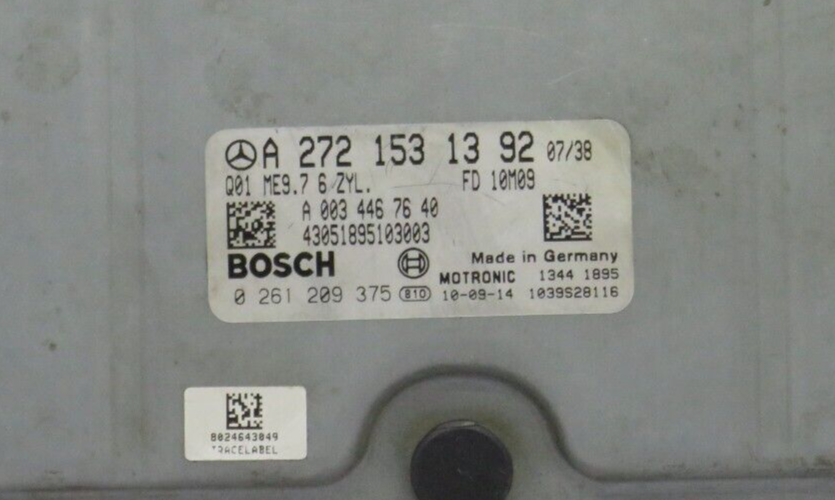 A 272 153 13 92 07/38
Q01 ME9.7 6 ZYL. FD 10M09
A 003 446 76 40
43051895103003
BOSCH Made in Germany
MOTRONIC 1344 1895
0 261 209 375 810 10-09-14 1039S28116
8024643049
TRACELABEL